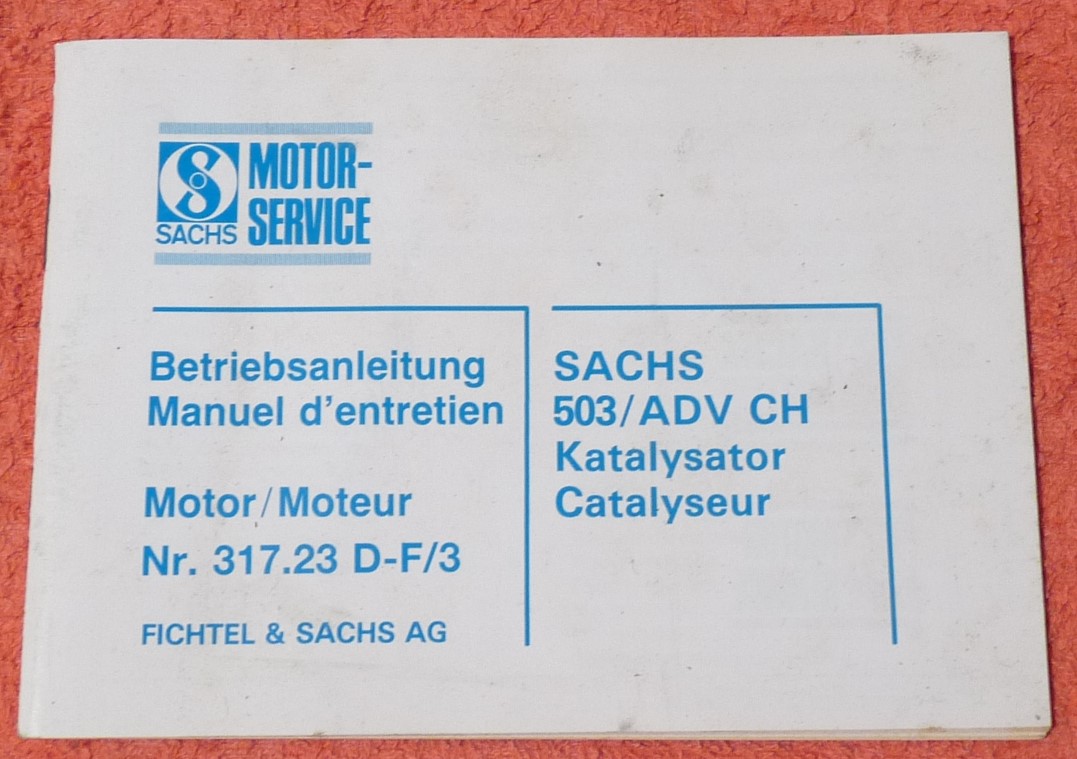 SACHS
MOTOR-
SERVICE
Betriebsanleitung
Manuel d'entretien
Motor/Moteur
Nr. 317.23 D-F/3
FICHTEL & SACHS AG
SACHS
503/ADV CH
Katalysator
Catalyseur